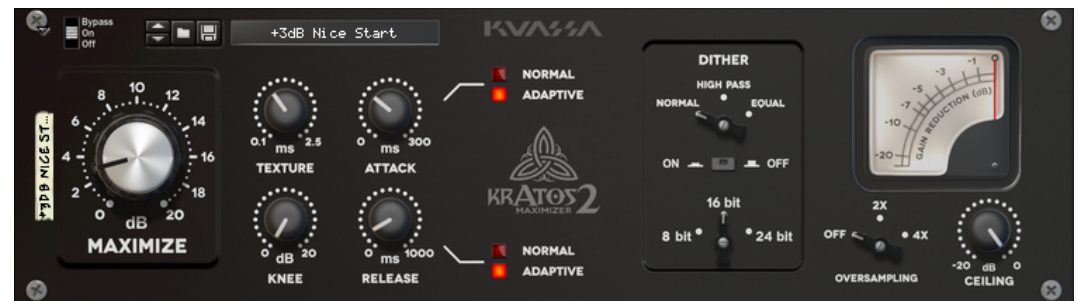 Bypass
On
Off
+3dB Nice Start
KVASSA
+3DB NICE ST...
0
2
4
6
8
10
12
14
16
18
20
dB
MAXIMIZE
0.1 ms 2.5
TEXTURE
0 ms 300
ATTACK
0 dB 20
KNEE
0 ms 1000
RELEASE
NORMAL
ADAPTIVE
KRATOS 2
MAXIMIZER
NORMAL
ADAPTIVE
DITHER
HIGH PASS
NORMAL EQUAL
ON OFF
16 bit
8 bit 24 bit
-20 -10 -7 -5 -3 -1 0
GAIN REDUCTION (dB)
2X
OFF 4X
OVERSAMPLING
-20 dB 0
CEILING